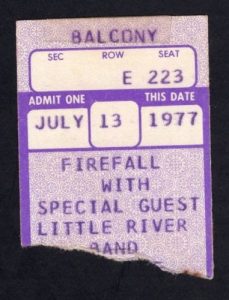 BALCONY
SEC ROW SEAT
E 223
ADMIT ONE THIS DATE
JULY 13 1977
FIREFALL
WITH
SPECIAL GUEST
LITTLE RIVER
BAND